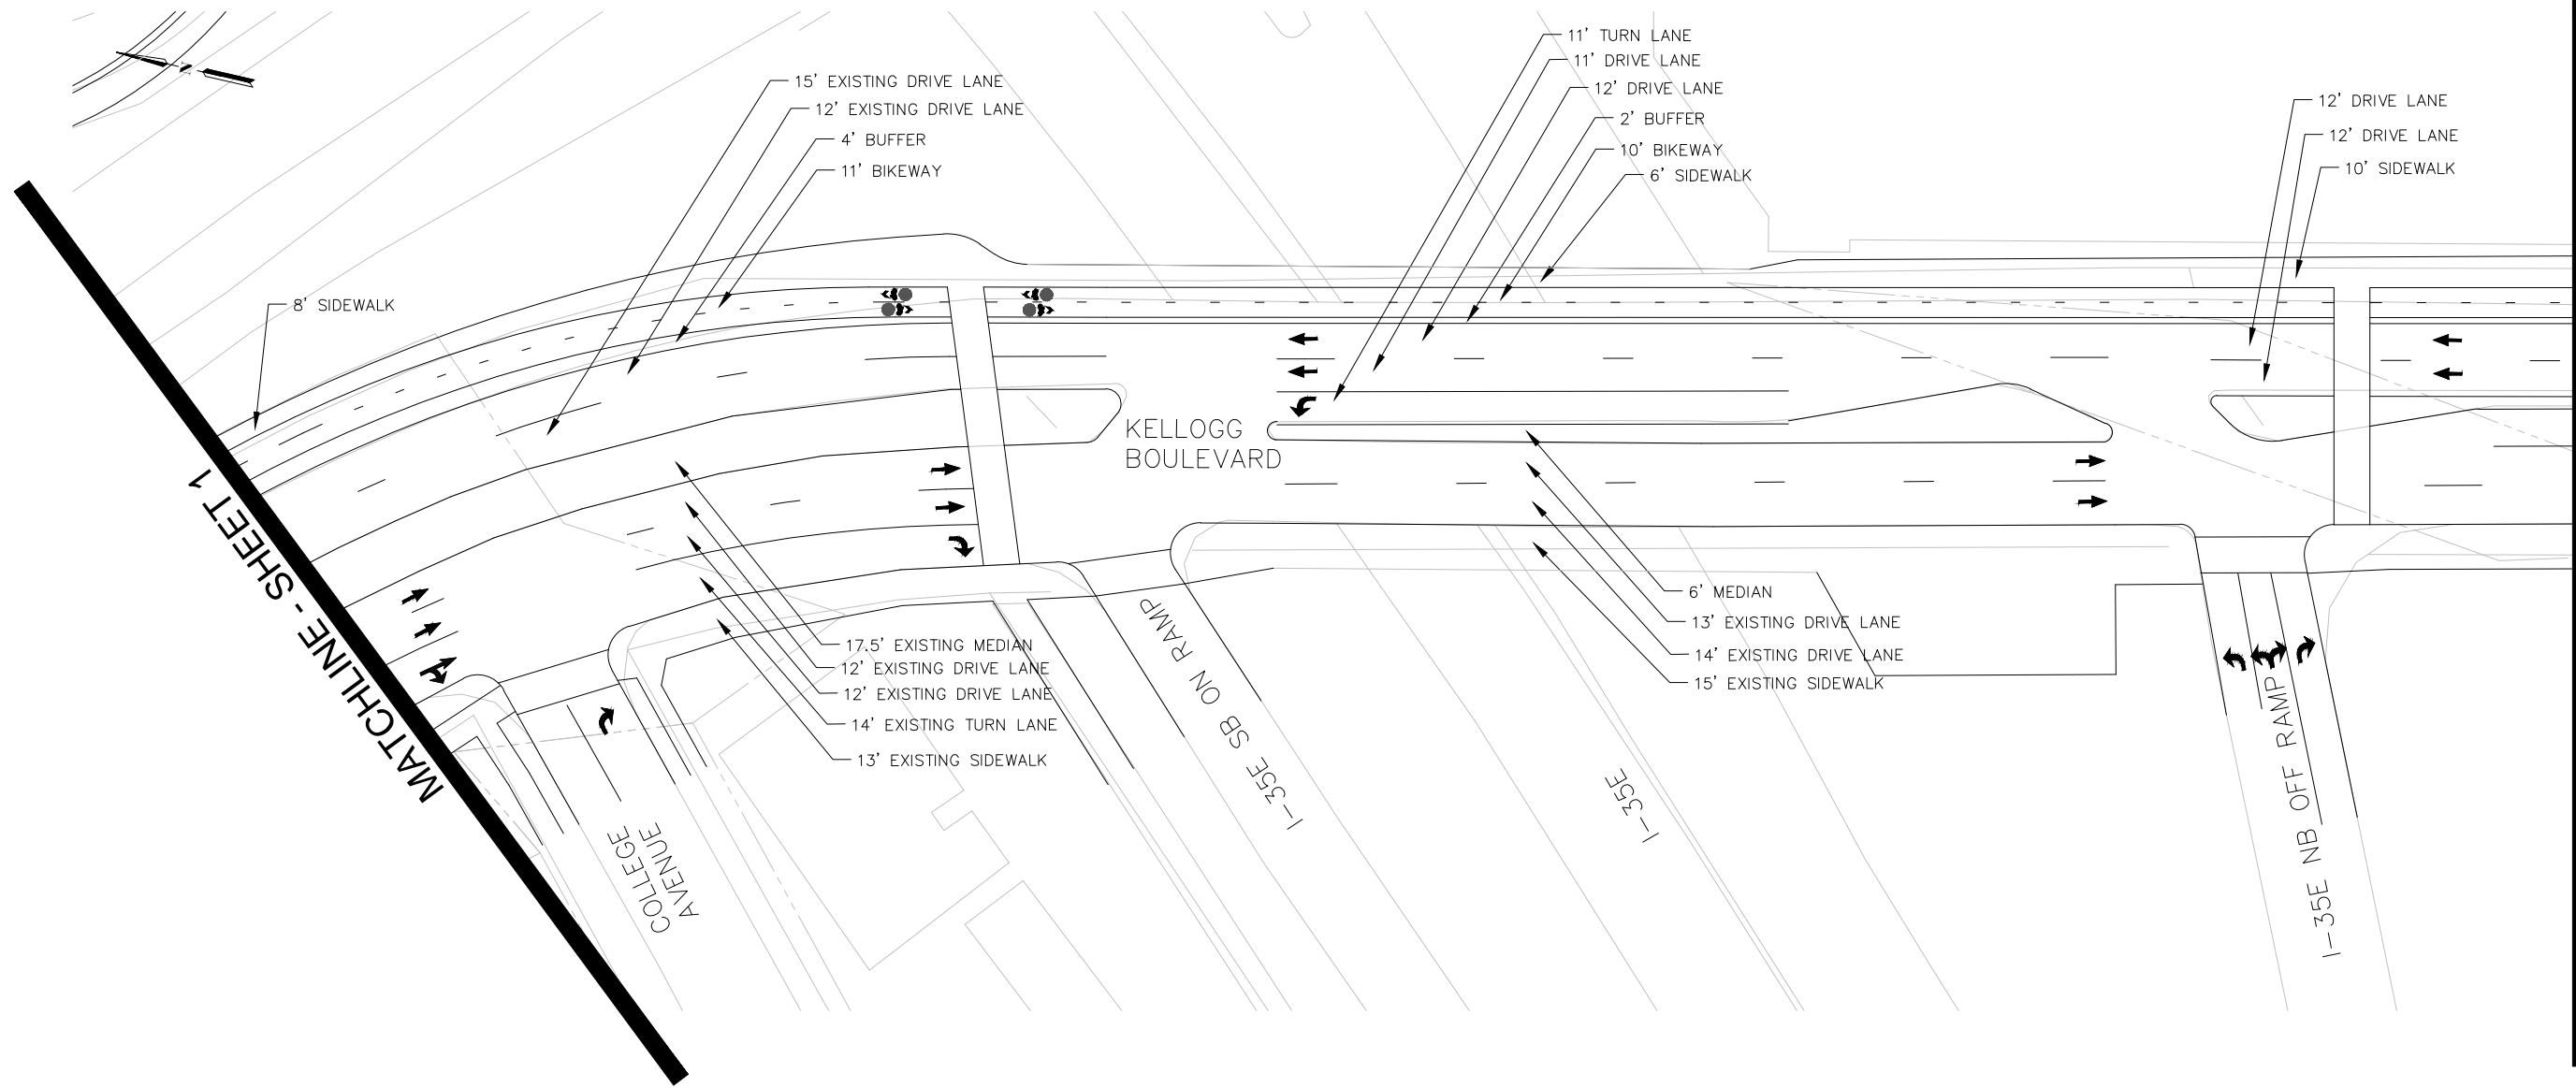 N
15' EXISTING DRIVE LANE
12' EXISTING DRIVE LANE
4' BUFFER
11' BIKEWAY
11' TURN LANE
11' DRIVE LANE
12' DRIVE LANE
2' BUFFER
10' BIKEWAY
6' SIDEWALK
12' DRIVE LANE
12' DRIVE LANE
10' SIDEWALK
8' SIDEWALK
KELLOGG
BOULEVARD
MATCHLINE - SHEET 1
17.5' EXISTING MEDIAN
12' EXISTING DRIVE LANE
12' EXISTING DRIVE LANE
14' EXISTING TURN LANE
13' EXISTING SIDEWALK
6' MEDIAN
13' EXISTING DRIVE LANE
14' EXISTING DRIVE LANE
15' EXISTING SIDEWALK
COLLEGE
AVENUE
I-35E SB ON RAMP
I-35E
I-35E NB OFF RAMP